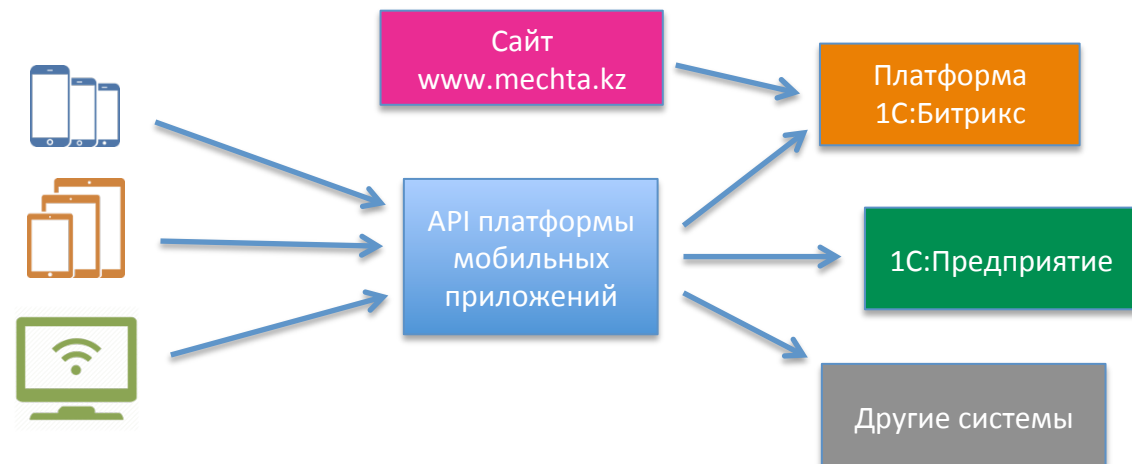 Сайт
www.mechta.kz
Платформа
1С:Битрикс
API платформы
мобильных
приложений
1С:Предприятие
Другие системы